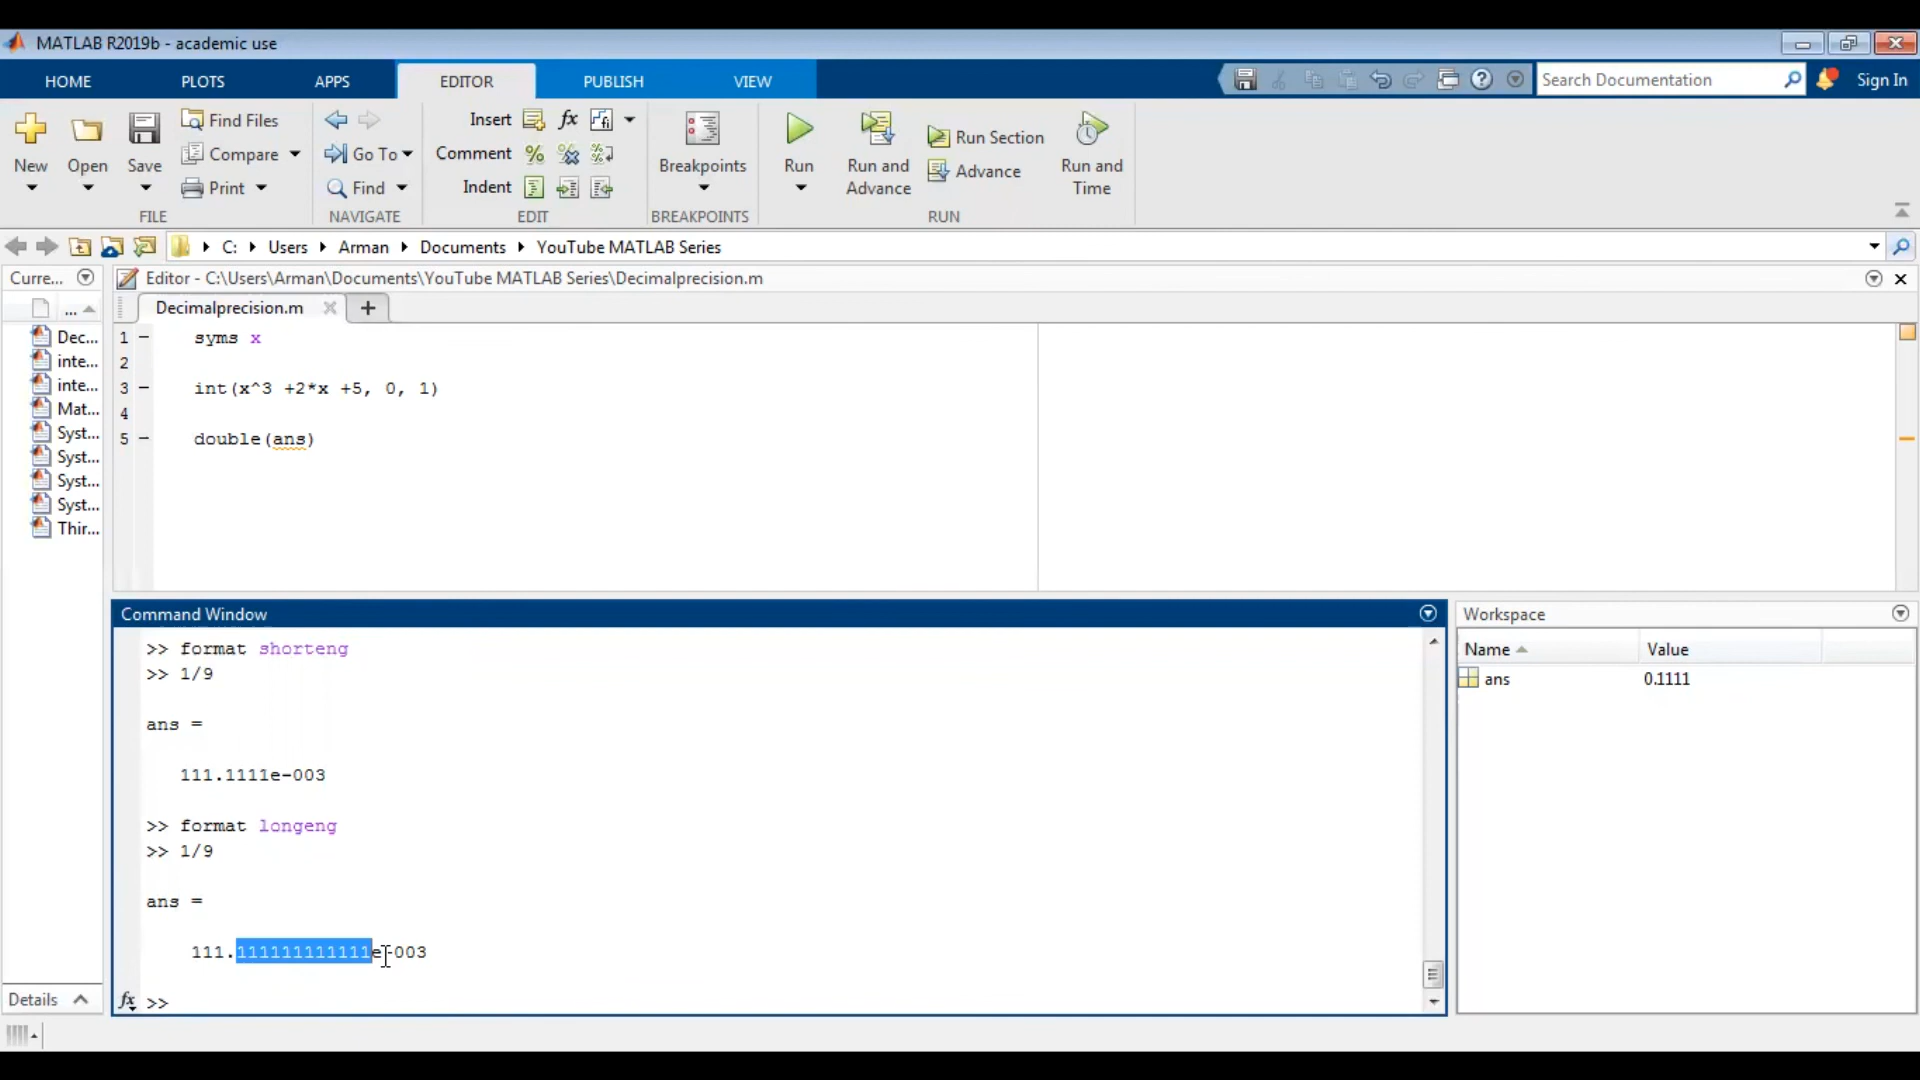 MATLAB R2019b - academic use
HOME PLOTS APPS EDITOR PUBLISH VIEW Search Documentation Sign In
New Open Save Find Files Compare Print
FILE
Go To Find
NAVIGATE
Insert fx
Comment
Indent
EDIT
Breakpoints
BREAKPOINTS
Run Run and Advance Run Section Advance Run and Time
RUN
C: Users Arman Documents YouTube MATLAB Series
Curre... Editor - C:\Users\Arman\Documents\YouTube MATLAB Series\Decimalprecision.m
... Decimalprecision.m
Dec...
inte...
inte...
Mat...
Syst...
Syst...
Syst...
Syst...
Thir...
Details
1 – syms x
2
3 – int(x^3 +2*x +5, 0, 1)
4
5 – double(ans)
Command Window
>> format shorteng
>> 1/9
ans =
111.1111e-003
>> format longeng
>> 1/9
ans =
111.111111111111e-003
fx >>
Workspace
Name Value
ans 0.1111